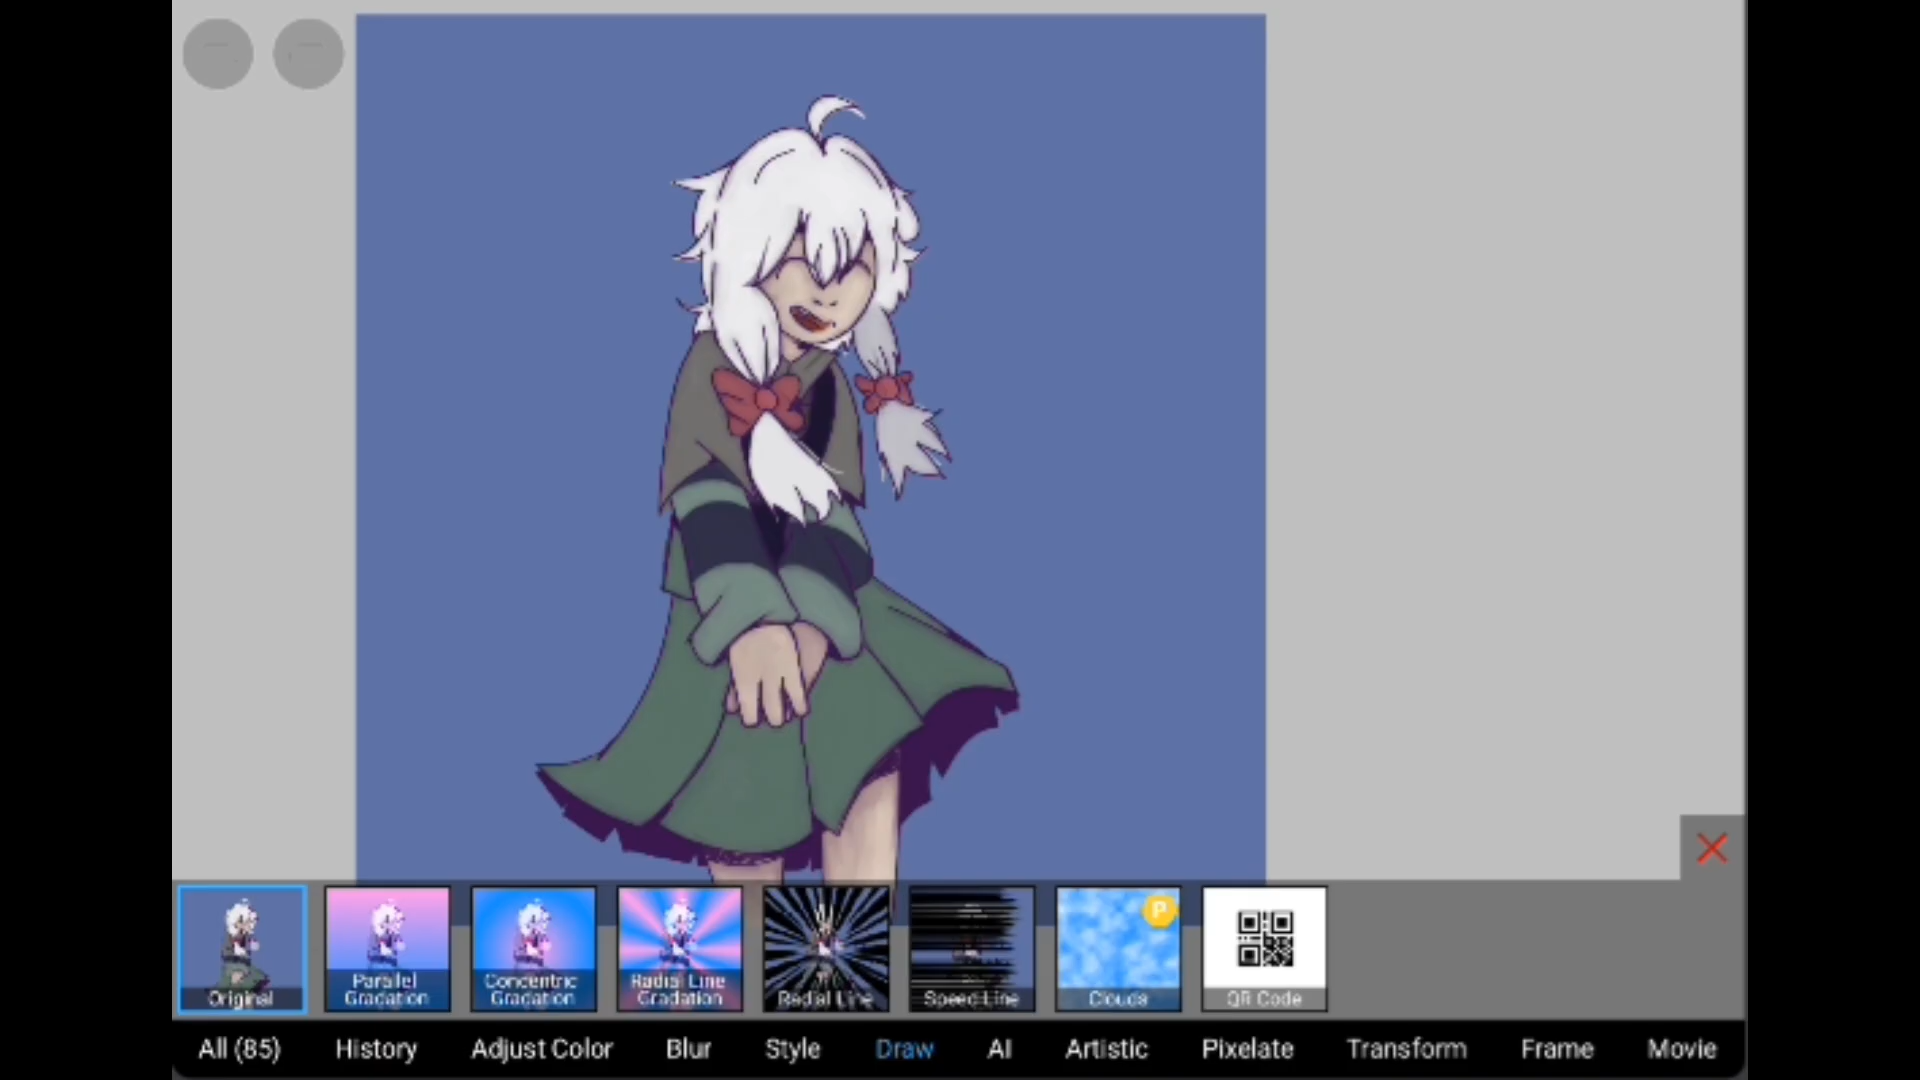 P
Original
Parallel
Gradation
Concentric
Gradation
Radial Line
Gradation
Radial Line
Speed Line
Clouds
QR Code
All (85)
History
Adjust Color
Blur
Style
Draw
AI
Artistic
Pixelate
Transform
Frame
Movie